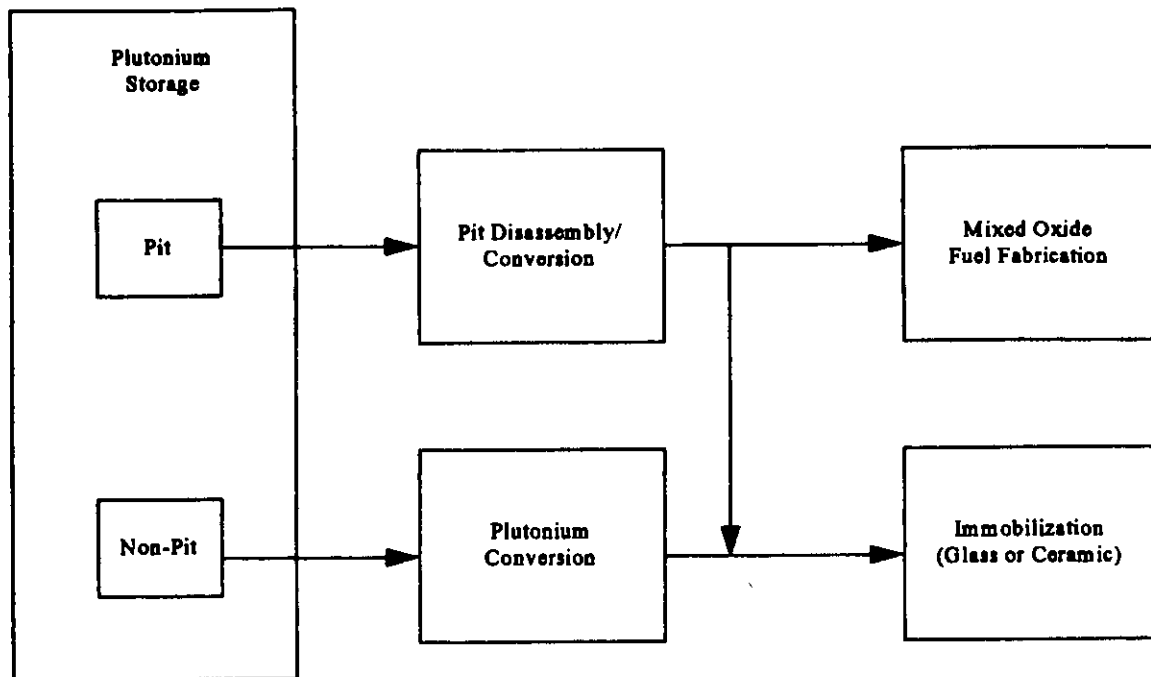 Plutonium
Storage
Pit
Pit Disassembly/
Conversion
Mixed Oxide
Fuel Fabrication
Non-Pit
Plutonium
Conversion
Immobilization
(Glass or Ceramic)